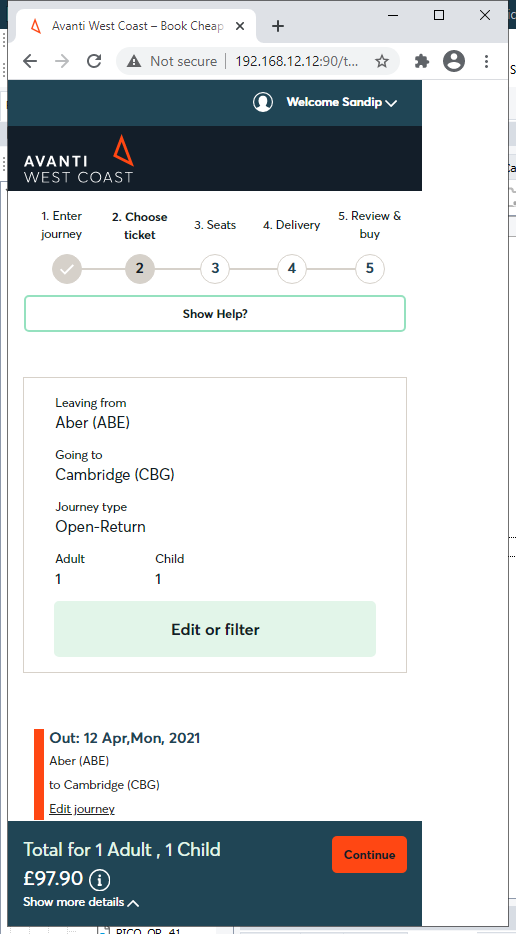 Avanti West Coast – Book Cheap
Not secure | 192.168.12.12:90/t...
Welcome Sandip
AVANTI
WEST COAST
1. Enter journey
2. Choose ticket
3. Seats
4. Delivery
5. Review & buy
2
3
4
5
Show Help?
Leaving from
Aber (ABE)
Going to
Cambridge (CBG)
Journey type
Open-Return
Adult
Child
1
1
Edit or filter
Out: 12 Apr,Mon, 2021
Aber (ABE)
to Cambridge (CBG)
Edit journey
Total for 1 Adult , 1 Child
£97.90
Continue
Show more details